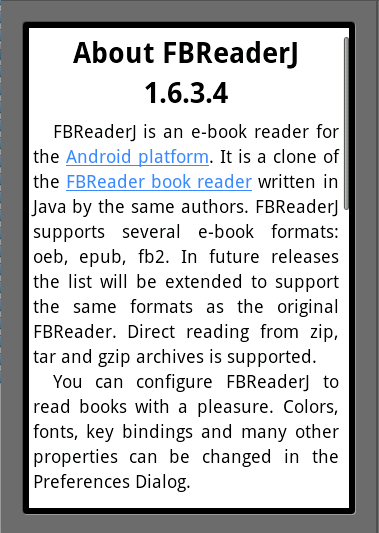 About FBReaderJ
1.6.3.4
FBReaderJ is an e-book reader for
the Android platform. It is a clone of
the FBReader book reader written in
Java by the same authors. FBReaderJ
supports several e-book formats:
oeb, epub, fb2. In future releases
the list will be extended to support
the same formats as the original
FBReader. Direct reading from zip,
tar and gzip archives is supported.
You can configure FBReaderJ to
read books with a pleasure. Colors,
fonts, key bindings and many other
properties can be changed in the
Preferences Dialog.